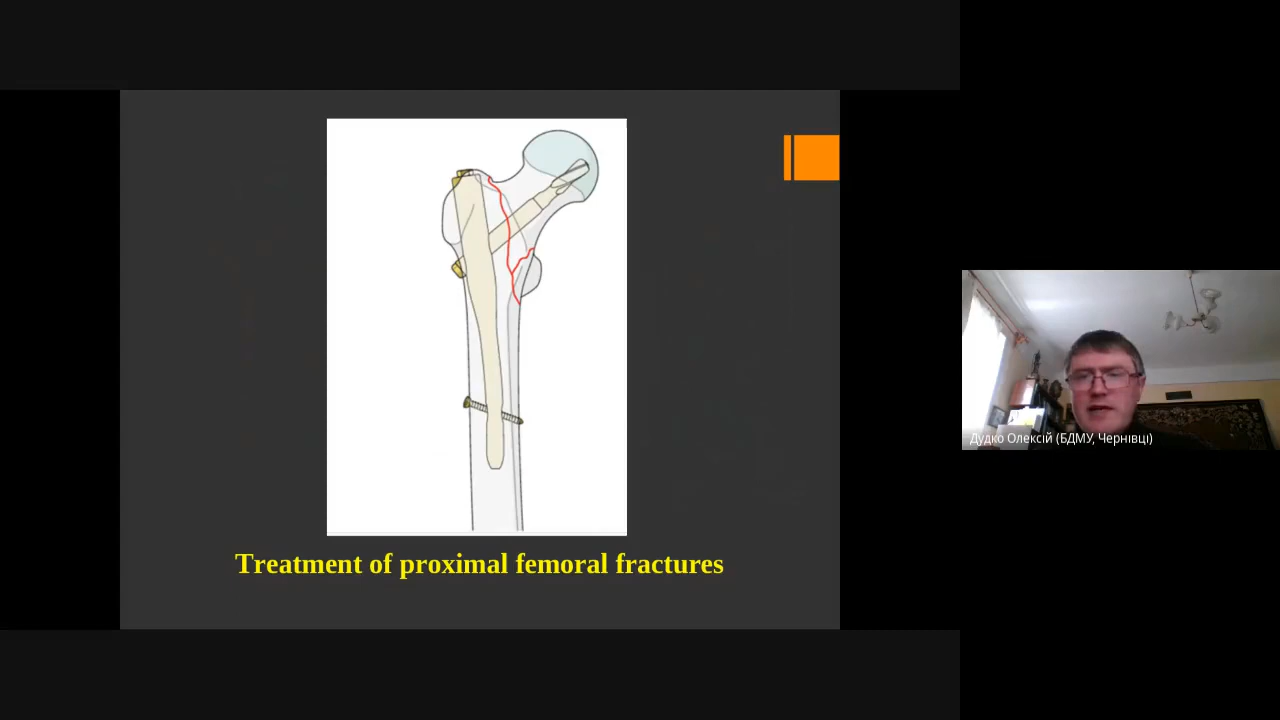 Treatment of proximal femoral fractures
Дудко Олексій (БДМУ, Чернівці)